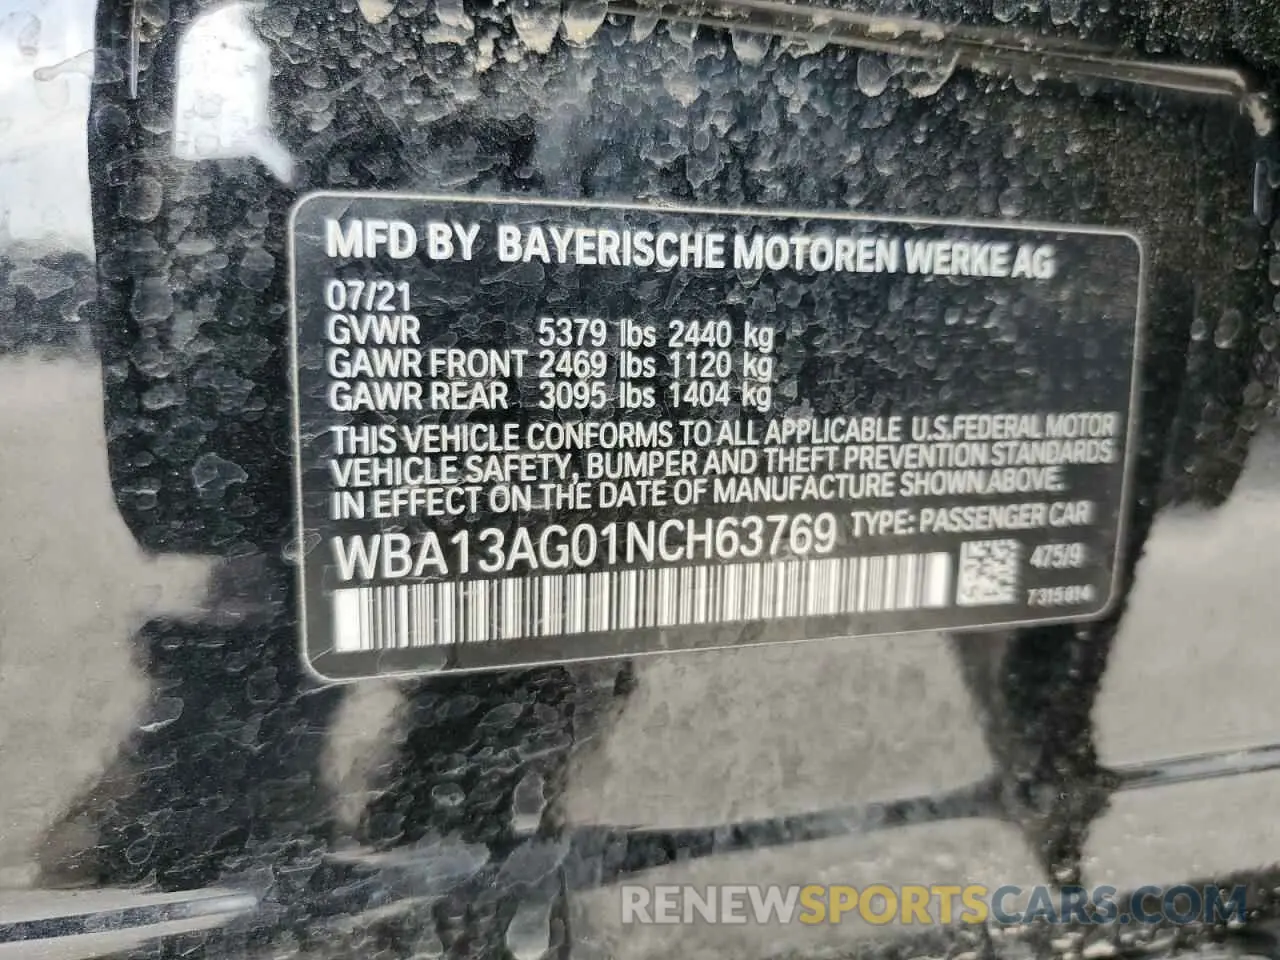 MFD BY BAYERISCHE MOTOREN WERKE AG
07/21
GVWR 5379 lbs 2440 kg
GAWR FRONT 2469 lbs 1120 kg
GAWR REAR 3095 lbs 1404 kg
THIS VEHICLE CONFORMS TO ALL APPLICABLE U.S.FEDERAL MOTOR
VEHICLE SAFETY, BUMPER AND THEFT PREVENTION STANDARDS
IN EFFECT ON THE DATE OF MANUFACTURE SHOWN ABOVE.
WBA13AG01NCH63769 TYPE: PASSENGER CAR
475/9
7315614
RENEWSPORTSCARS.COM